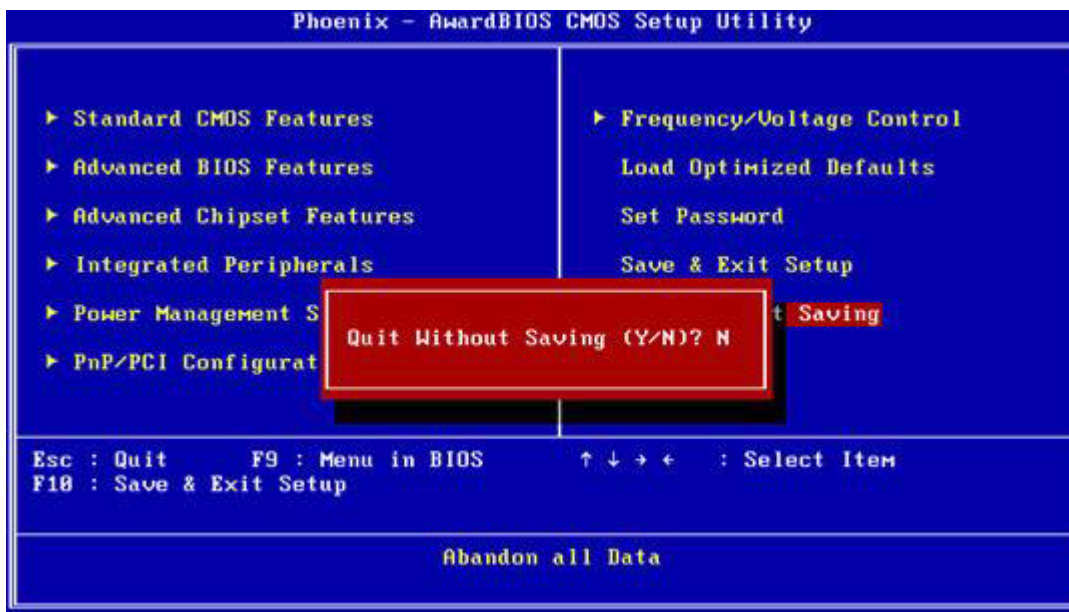 Phoenix - AwardBIOS CMOS Setup Utility
► Standard CMOS Features
► Advanced BIOS Features
► Advanced Chipset Features
► Integrated Peripherals
► Power Management S
► PnP/PCI Configurat
► Frequency/Voltage Control
Load Optimized Defaults
Set Password
Save & Exit Setup
t Saving
Quit Without Saving (Y/N)? N
Esc : Quit F9 : Menu in BIOS ↑ ↓ → ← : Select Item
F10 : Save & Exit Setup
Abandon all Data